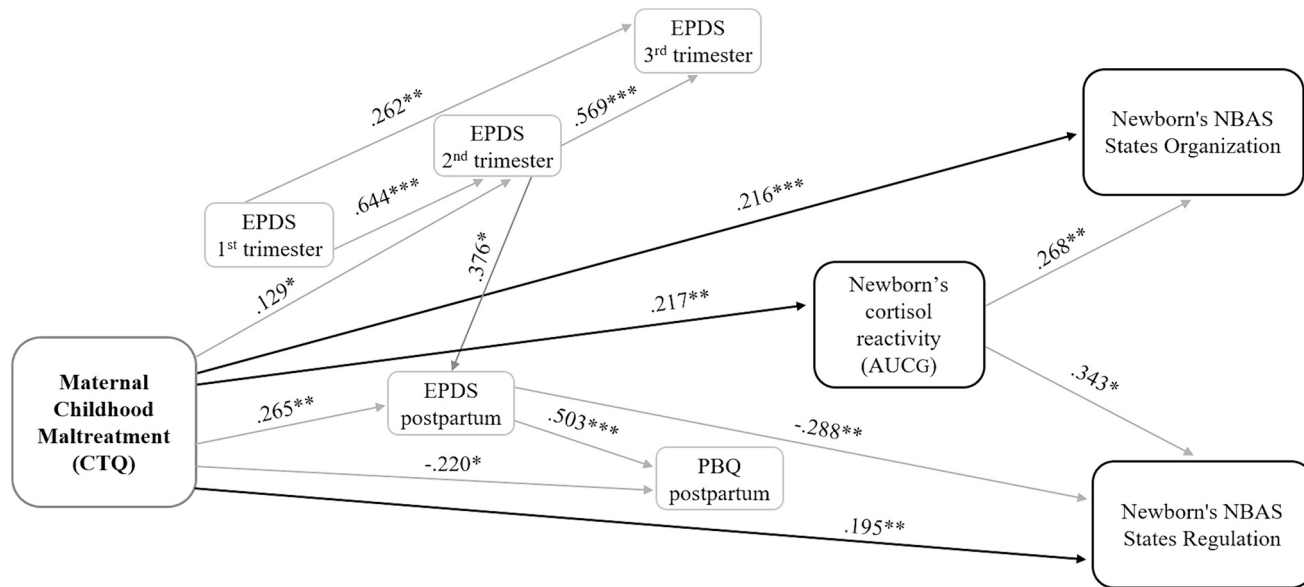 EPDS
3rd trimester
.262**
.569***
EPDS
2nd trimester
Newborn's NBAS
States Organization
.644***
.216***
EPDS
1st trimester
.376*
.268**
.129*
Newborn’s
cortisol
reactivity
(AUCG)
.217**
Maternal
Childhood
Maltreatment
(CTQ)
EPDS
postpartum
.343*
.265**
.503***
-.288**
-.220*
PBQ
postpartum
Newborn's NBAS
States Regulation
.195**